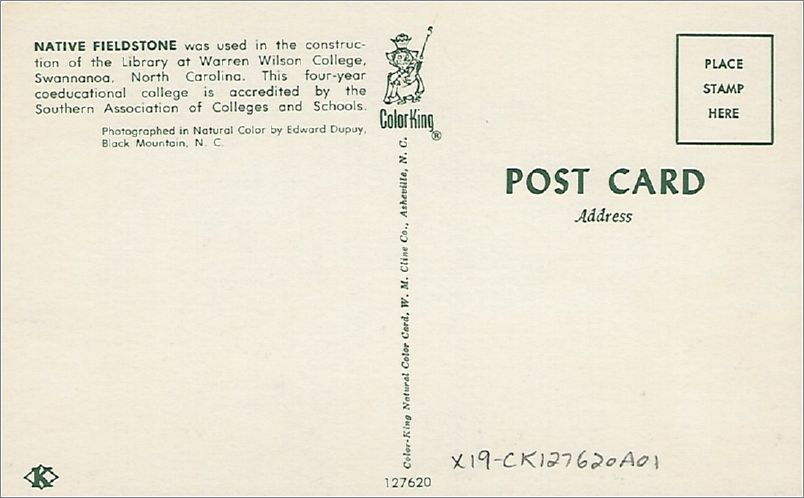 NATIVE FIELDSTONE was used in the construc-
tion of the Library at Warren Wilson College,
Swannanoa, North Carolina. This four-year
coeducational college is accredited by the
Southern Association of Colleges and Schools.
Photographed in Natural Color by Edward Dupuy,
Black Mountain, N. C.
ColorKing
®
Color-King Natural Color Card, W. M. Cline Co., Asheville, N. C.
127620
K
PLACE
STAMP
HERE
POST CARD
Address
X19-CK127620A01